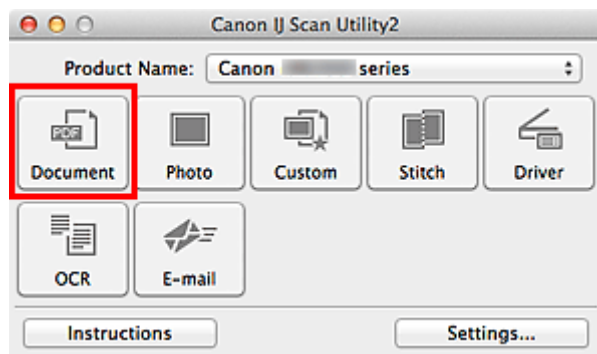 Canon IJ Scan Utility2
Product Name: Canon series
PDF
Document Photo Custom Stitch Driver
OCR E-mail
Instructions Settings...